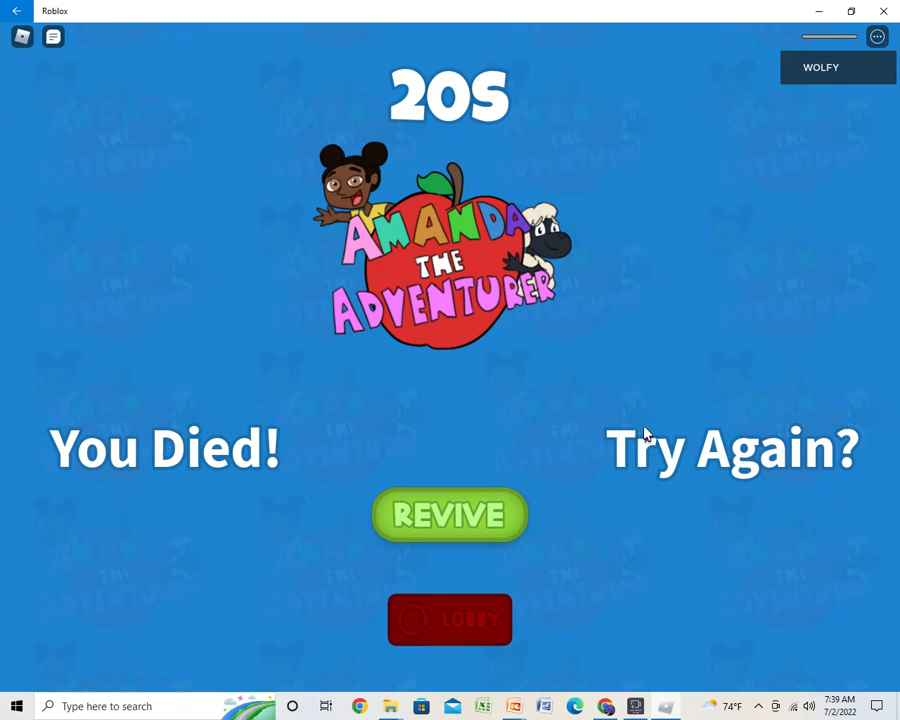 Roblox
WOLFY
20S
AMANDA
THE
ADVENTURER
You Died!
Try Again?
REVIVE
LOBBY
Type here to search
74°F
7:39 AM
7/2/2022